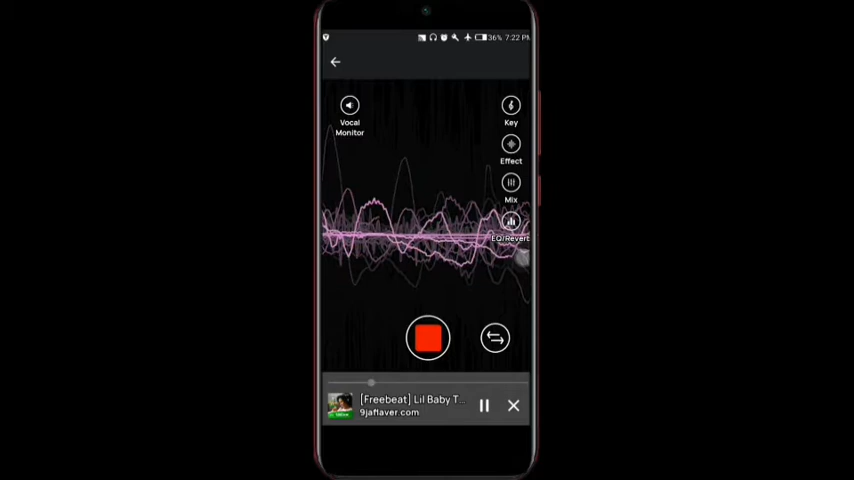 36% 7:22 PM
Vocal
Monitor
Key
Effect
Mix
EQ/Revert
[Freebeat] Lil Baby T...
9jaflaver.com